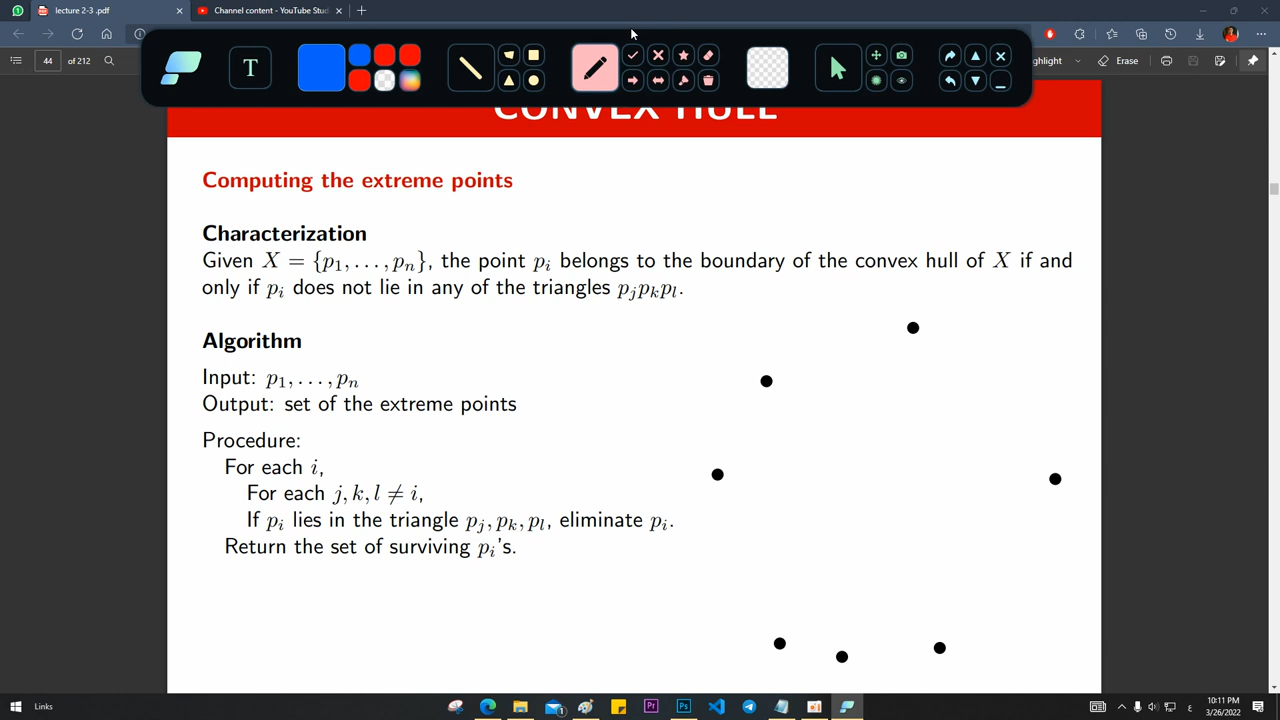 lecture 2-3 .pdf
Channel content - YouTube Stud
44 of 212
T
hlight
Erase
CONVEX HULL
Computing the extreme points
Characterization
Given X = {p₁, . . . , pₙ}, the point pᵢ belongs to the boundary of the convex hull of X if and
only if pᵢ does not lie in any of the triangles pⱼpₖpₗ.
Algorithm
Input: p₁, . . . , pₙ
Output: set of the extreme points
Procedure:
For each i,
For each j, k, l ≠ i,
If pᵢ lies in the triangle pⱼ, pₖ, pₗ, eliminate pᵢ.
Return the set of surviving pᵢ's.
Links
Pr
Ps
ع
10:11 PM
3/26/2022